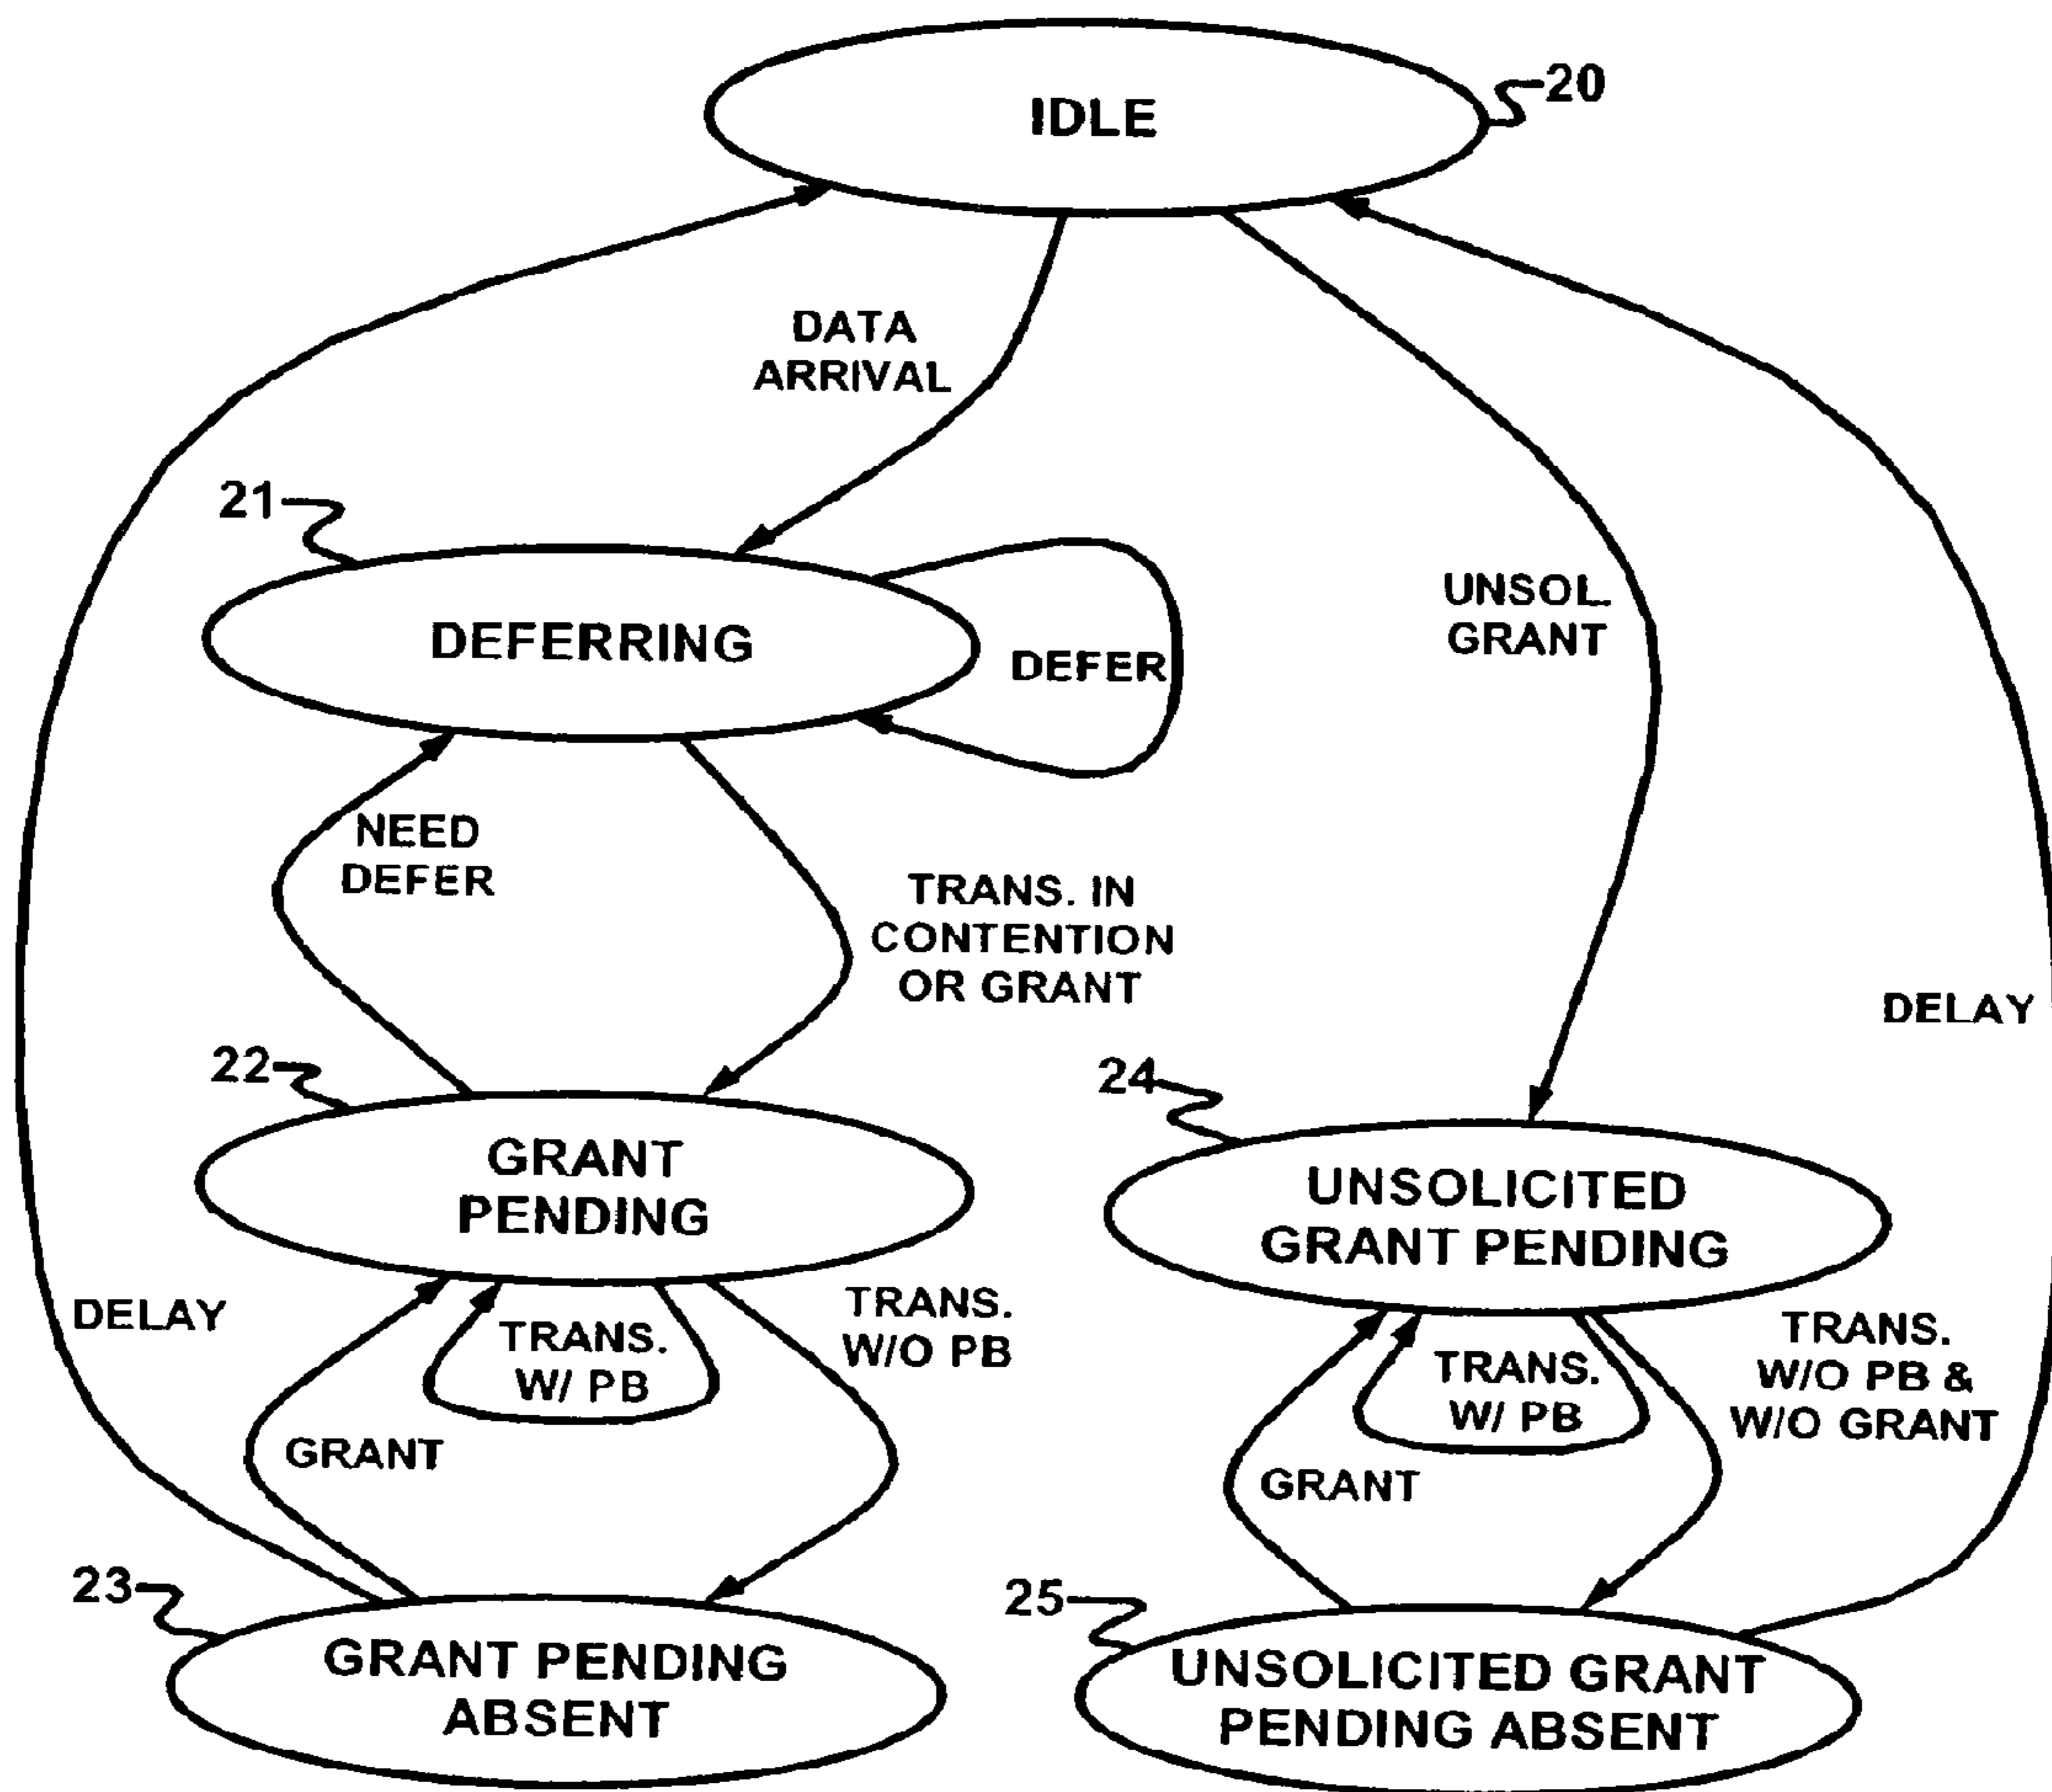 IDLE
20
DATA
ARRIVAL
21
DEFERRING
DEFER
UNSOL.
GRANT
NEED
DEFER
TRANS. IN
CONTENTION
OR GRANT
DELAY
22
GRANT
PENDING
24
UNSOLICITED
GRANT PENDING
DELAY
TRANS.
W/ PB
TRANS.
W/O PB
GRANT
TRANS.
W/ PB
TRANS.
W/O PB &
W/O GRANT
GRANT
23
GRANT PENDING
ABSENT
25
UNSOLICITED GRANT
PENDING ABSENT